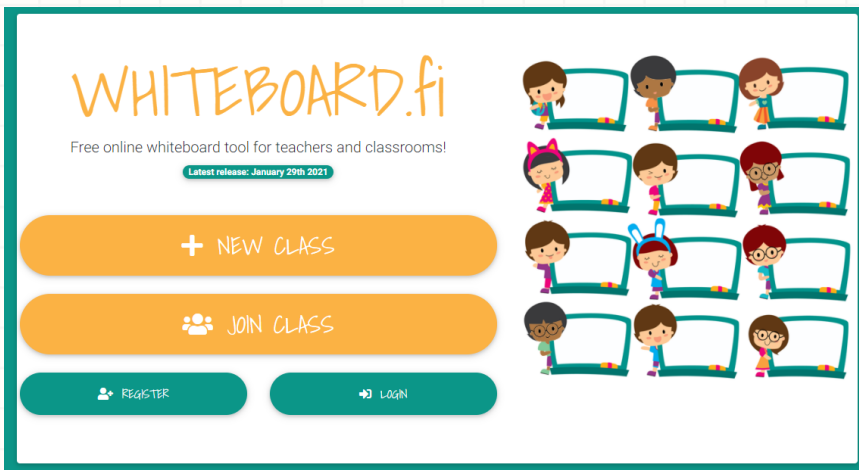 WHITEBOARD.fi
Free online whiteboard tool for teachers and classrooms!
Latest release: January 29th 2021
NEW CLASS
JOIN CLASS
REGISTER
LOGIN